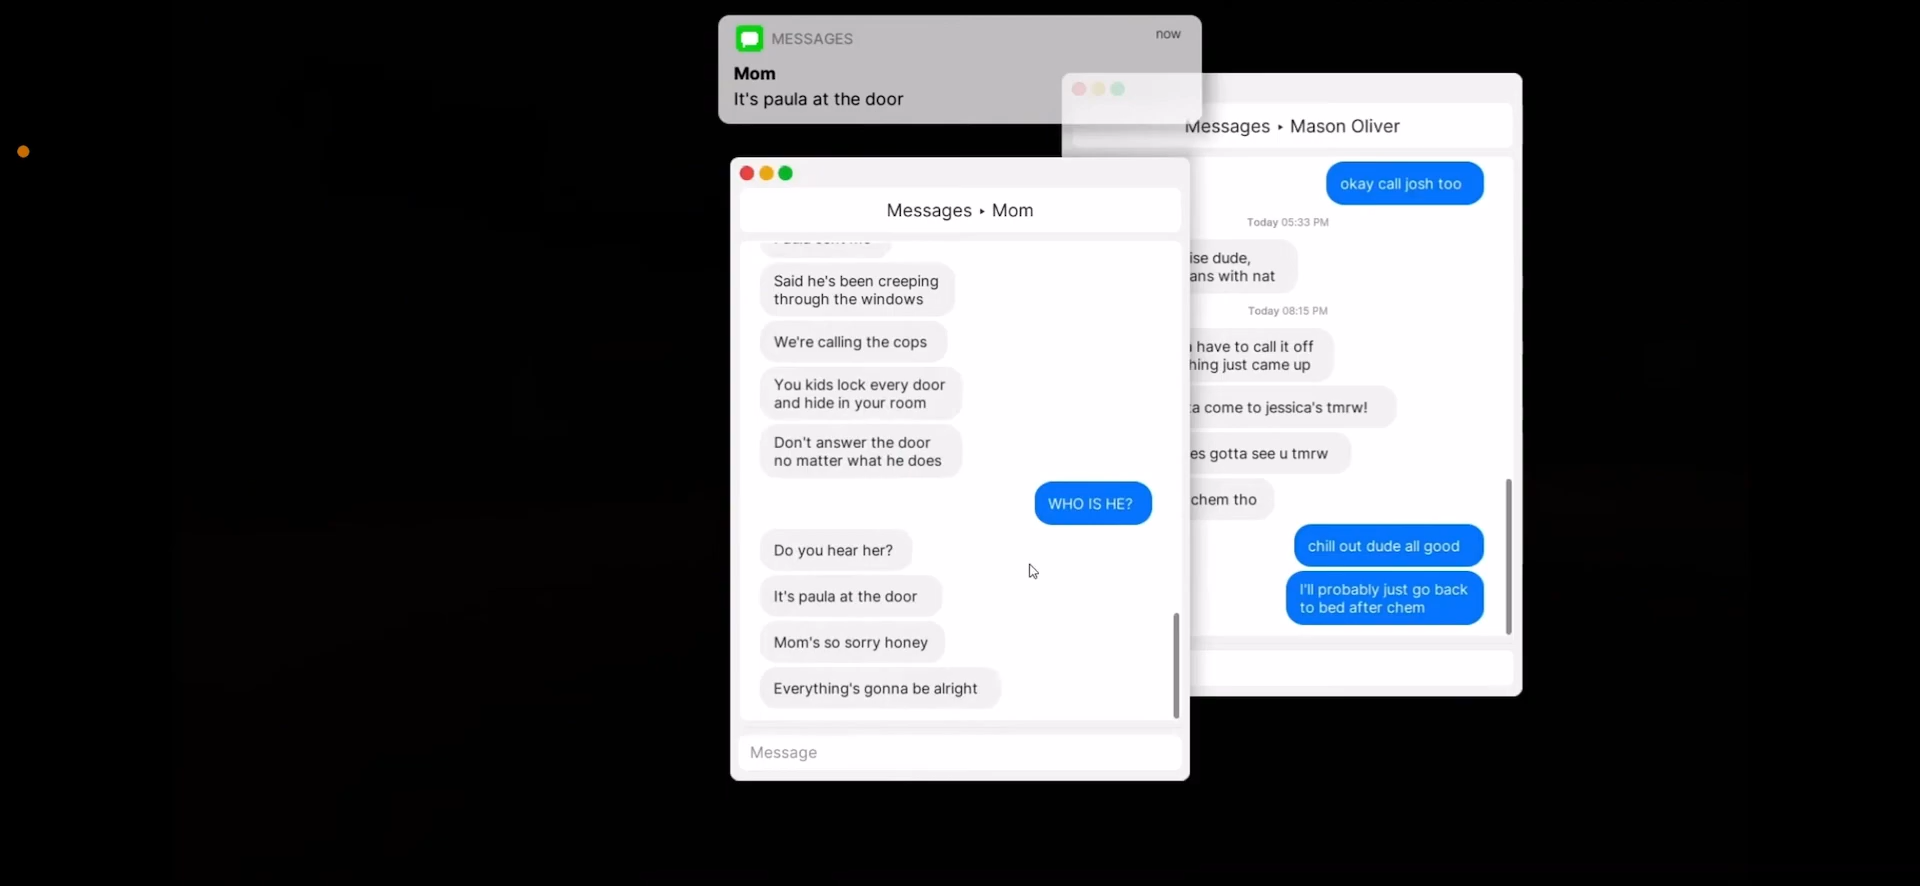 MESSAGES
now
Mom
It's paula at the door
Messages ‣ Mason Oliver
okay call josh too
Today 05:33 PM
ise dude,
ans with nat
Today 08:15 PM
have to call it off
hing just came up
ta come to jessica's tmrw!
es gotta see u tmrw
chem tho
chill out dude all good
I'll probably just go back
to bed after chem
Messages ‣ Mom
Said he's been creeping
through the windows
We're calling the cops
You kids lock every door
and hide in your room
Don't answer the door
no matter what he does
WHO IS HE?
Do you hear her?
It's paula at the door
Mom's so sorry honey
Everything's gonna be alright
Message